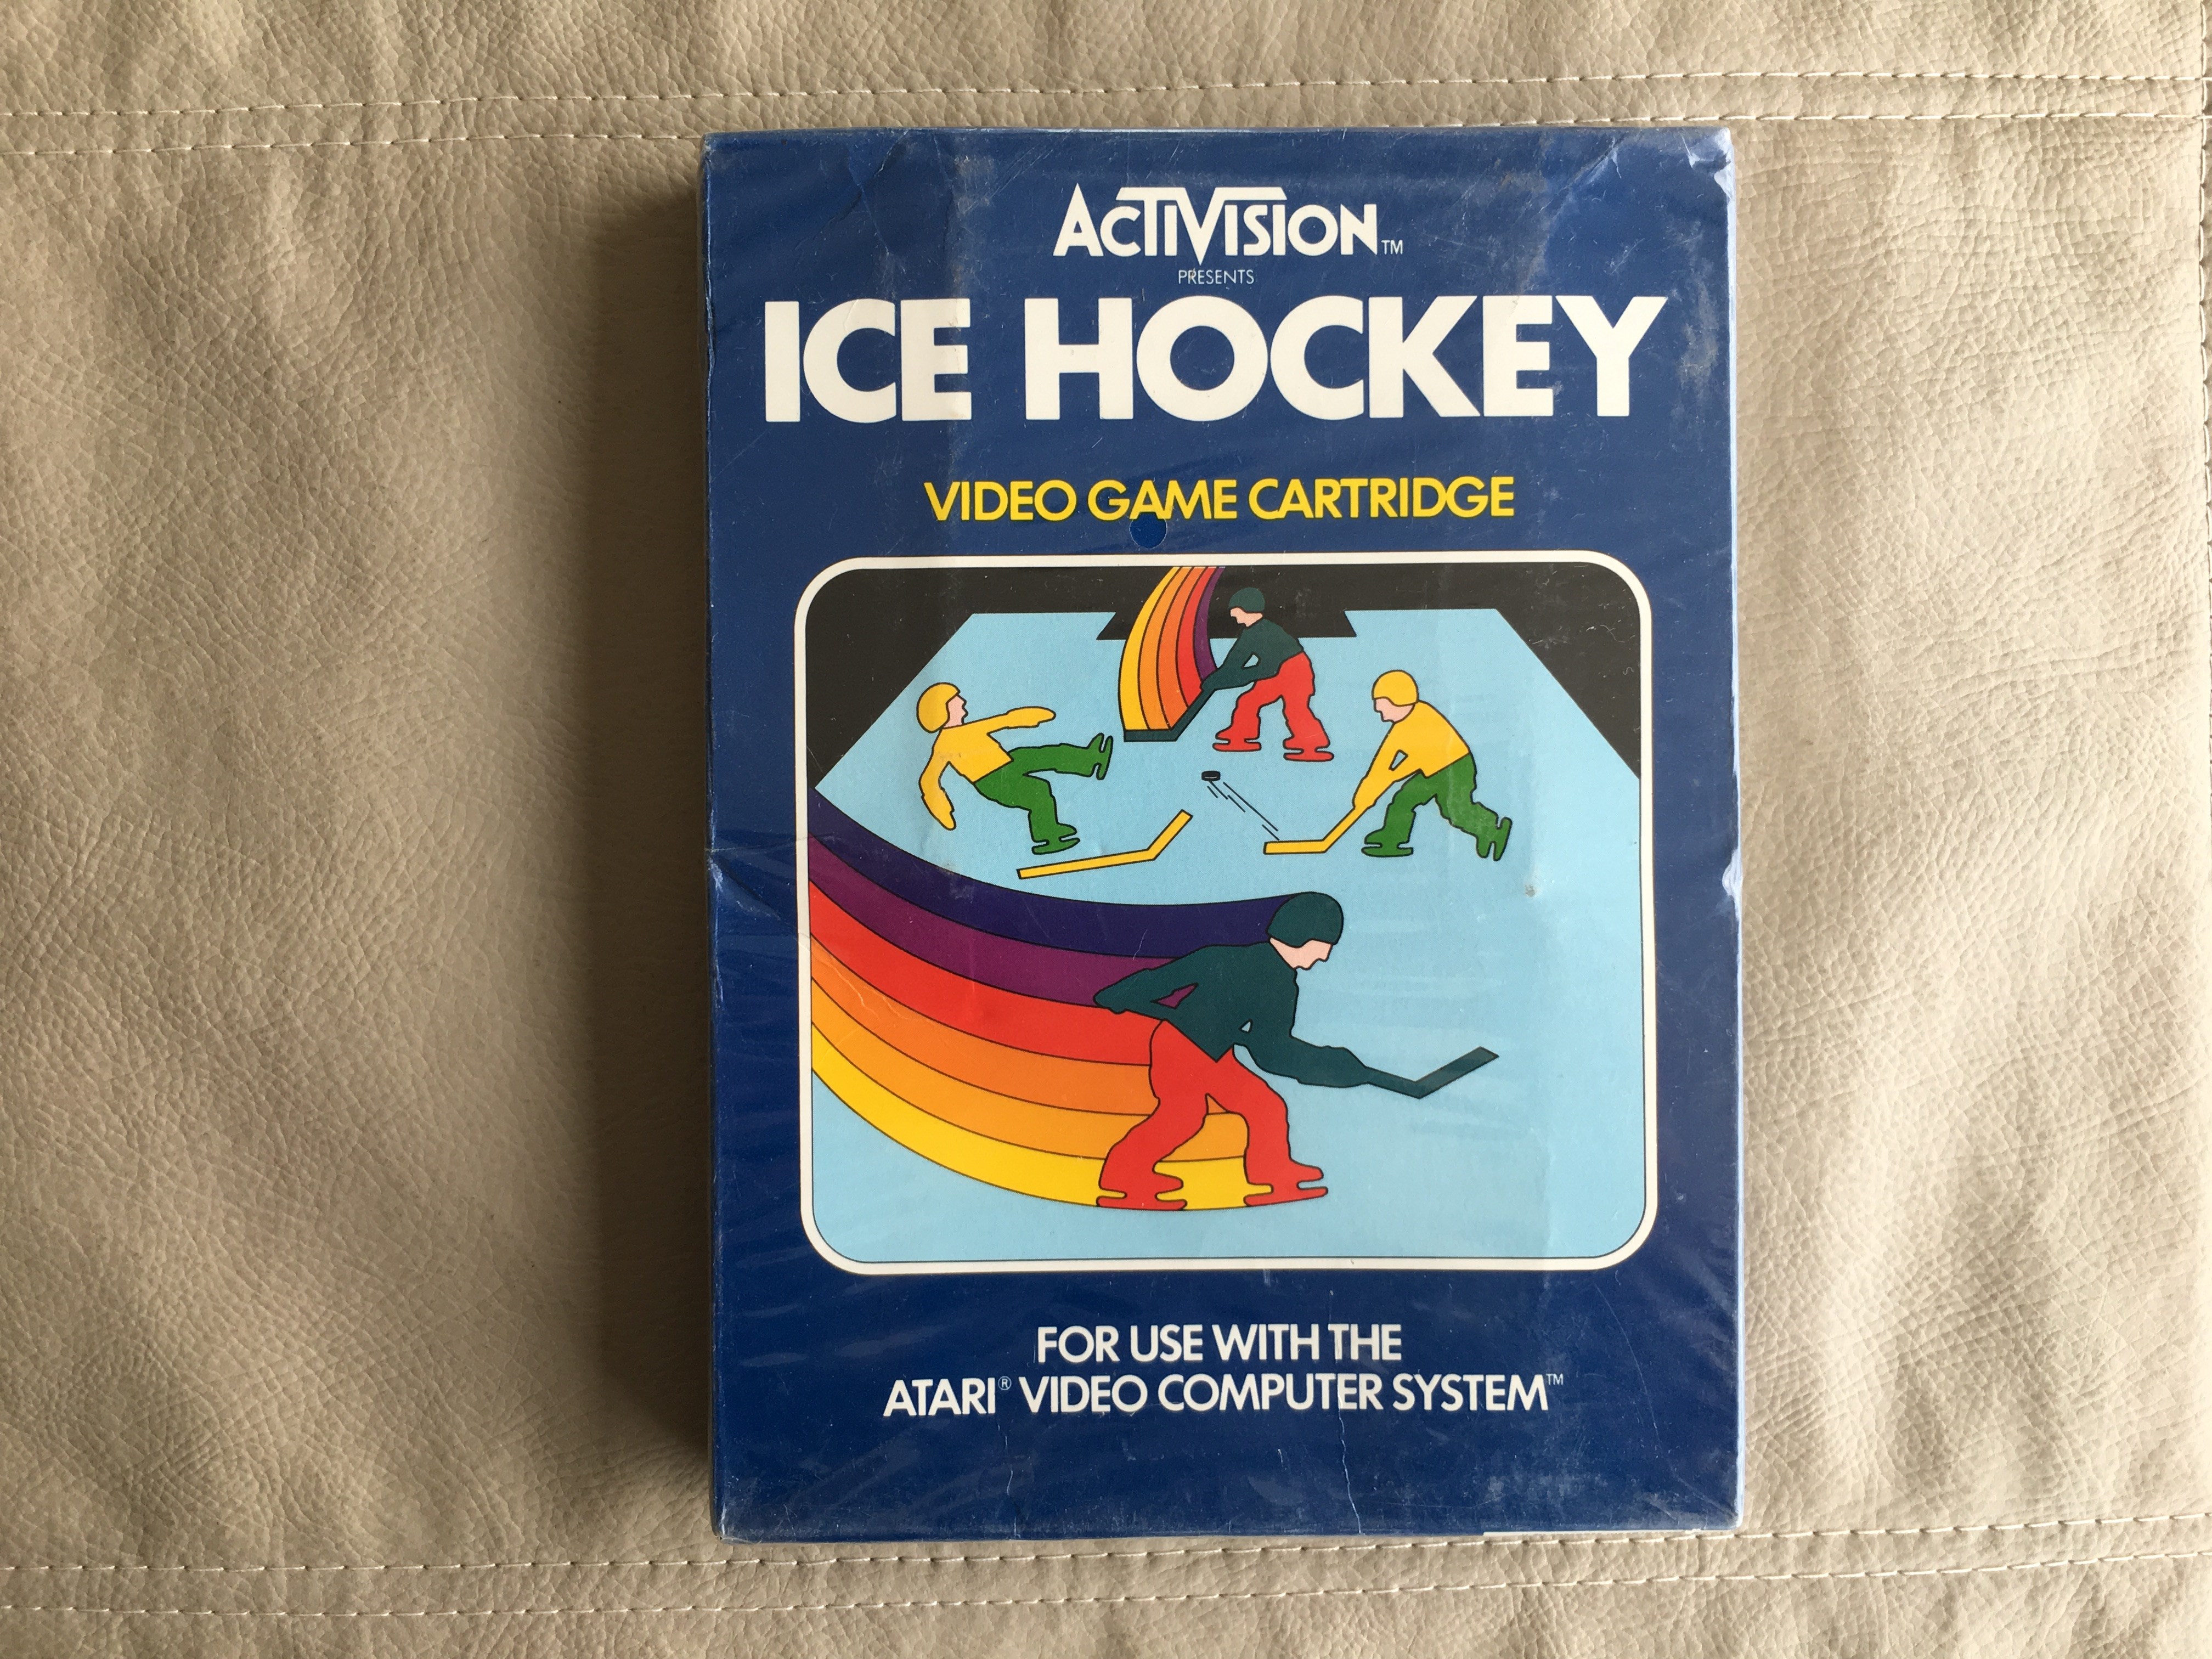 ACTIVISION™
PRESENTS
ICE HOCKEY
VIDEO GAME CARTRIDGE
FOR USE WITH THE
ATARI® VIDEO COMPUTER SYSTEM™